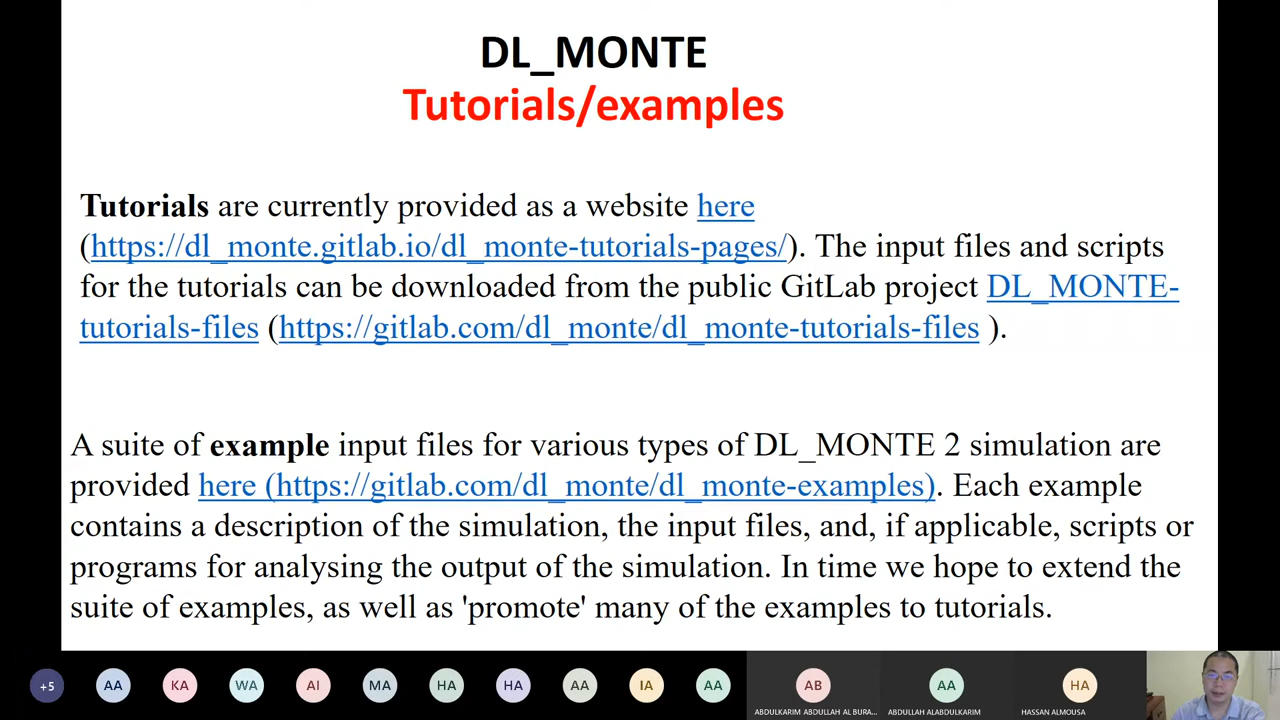 DL_MONTE
Tutorials/examples
Tutorials are currently provided as a website here
(https://dl_monte.gitlab.io/dl_monte-tutorials-pages/). The input files and scripts
for the tutorials can be downloaded from the public GitLab project DL_MONTE-
tutorials-files (https://gitlab.com/dl_monte/dl_monte-tutorials-files ).
A suite of example input files for various types of DL_MONTE 2 simulation are
provided here (https://gitlab.com/dl_monte/dl_monte-examples). Each example
contains a description of the simulation, the input files, and, if applicable, scripts or
programs for analysing the output of the simulation. In time we hope to extend the
suite of examples, as well as 'promote' many of the examples to tutorials.
+5 AA KA WA AI MA HA HA AA IA AA AB AA HA
ABDULKARIM ABDULLAH AL BURA... ABDULLAH ALABDULKARIM HASSAN ALMOUSA